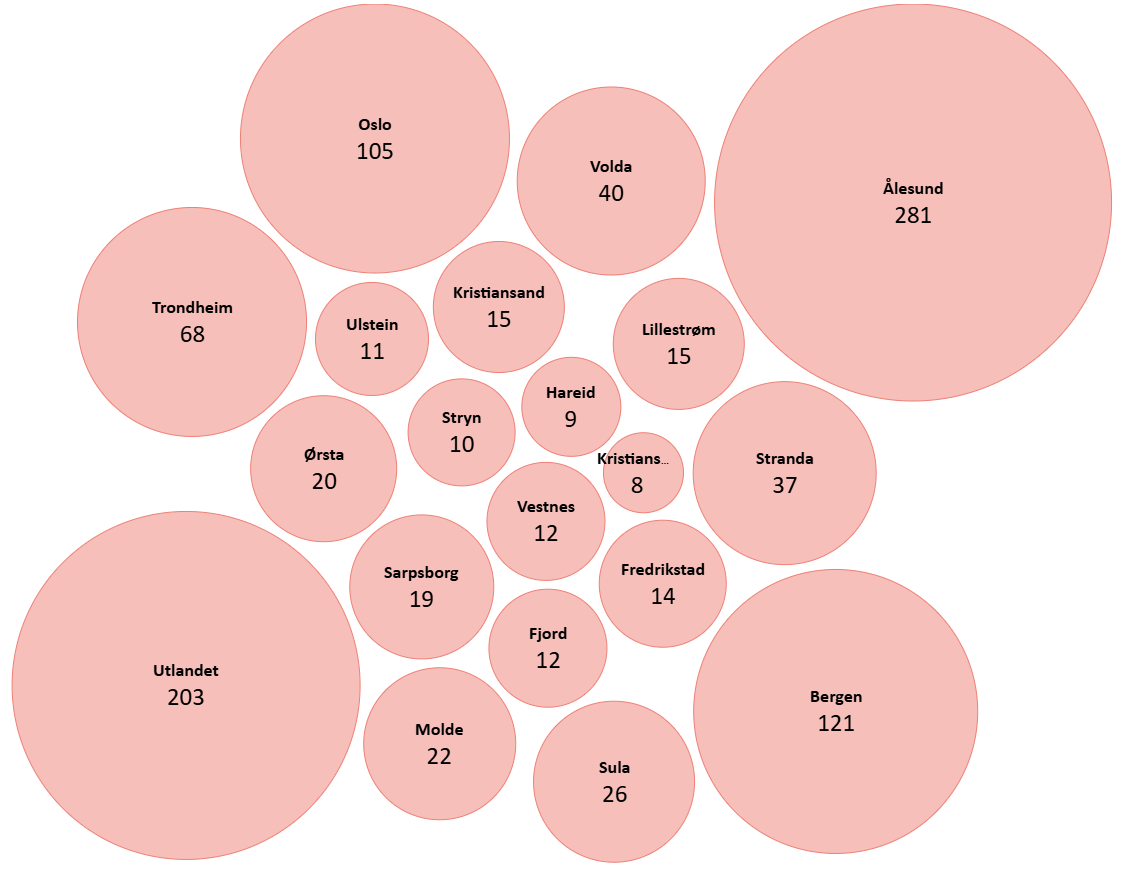 Oslo
105
Volda
40
Ålesund
281
Trondheim
68
Ulstein
11
Kristiansand
15
Lillestrøm
15
Hareid
9
Stryn
10
Ørsta
20
Kristians...
8
Stranda
37
Vestnes
12
Sarpsborg
19
Fredrikstad
14
Fjord
12
Utlandet
203
Bergen
121
Molde
22
Sula
26